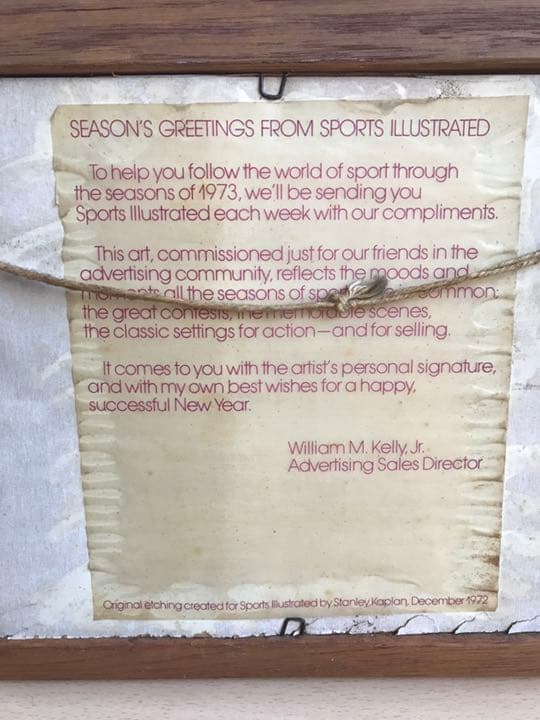 SEASON'S GREETINGS FROM SPORTS ILLUSTRATED
To help you follow the world of sport through
the seasons of 1973, we'll be sending you
Sports Illustrated each week with our compliments.
This art, commissioned just for our friends in the
advertising community, reflects the moods and
moments all the seasons of common:
the great contests, the memorable scenes,
the classic settings for action—and for selling.
It comes to you with the artist's personal signature,
and with my own best wishes for a happy,
successful New Year.
William M. Kelly, Jr.
Advertising Sales Director
Original etching created for Sports Illustrated by Stanley Kaplan, December 1972